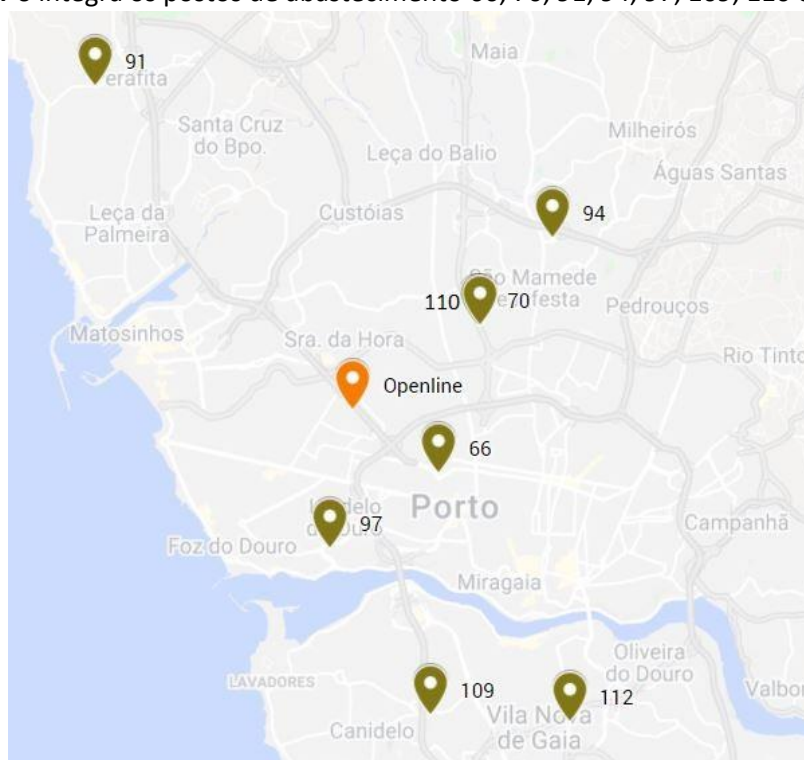 integra os postos de abastecimento 66, 70, 91, 94, 97, 109, 110
Maia
91
erafita
Santa Cruz
do Bpo.
Milheirós
Leça do Balio
Águas Santas
Leça da
Palmeira
Custóias
94
São Mamede
110
70
Pedrouços
Matosinhos
Sra. da Hora
Rio Tinto
Openline
66
Porto
97
Campanhã
Foz do Douro
Miragaia
Oliveira
do Douro
LAVADORES
109
112
Valbor
Canidelo
Vila Nova
de Gaia